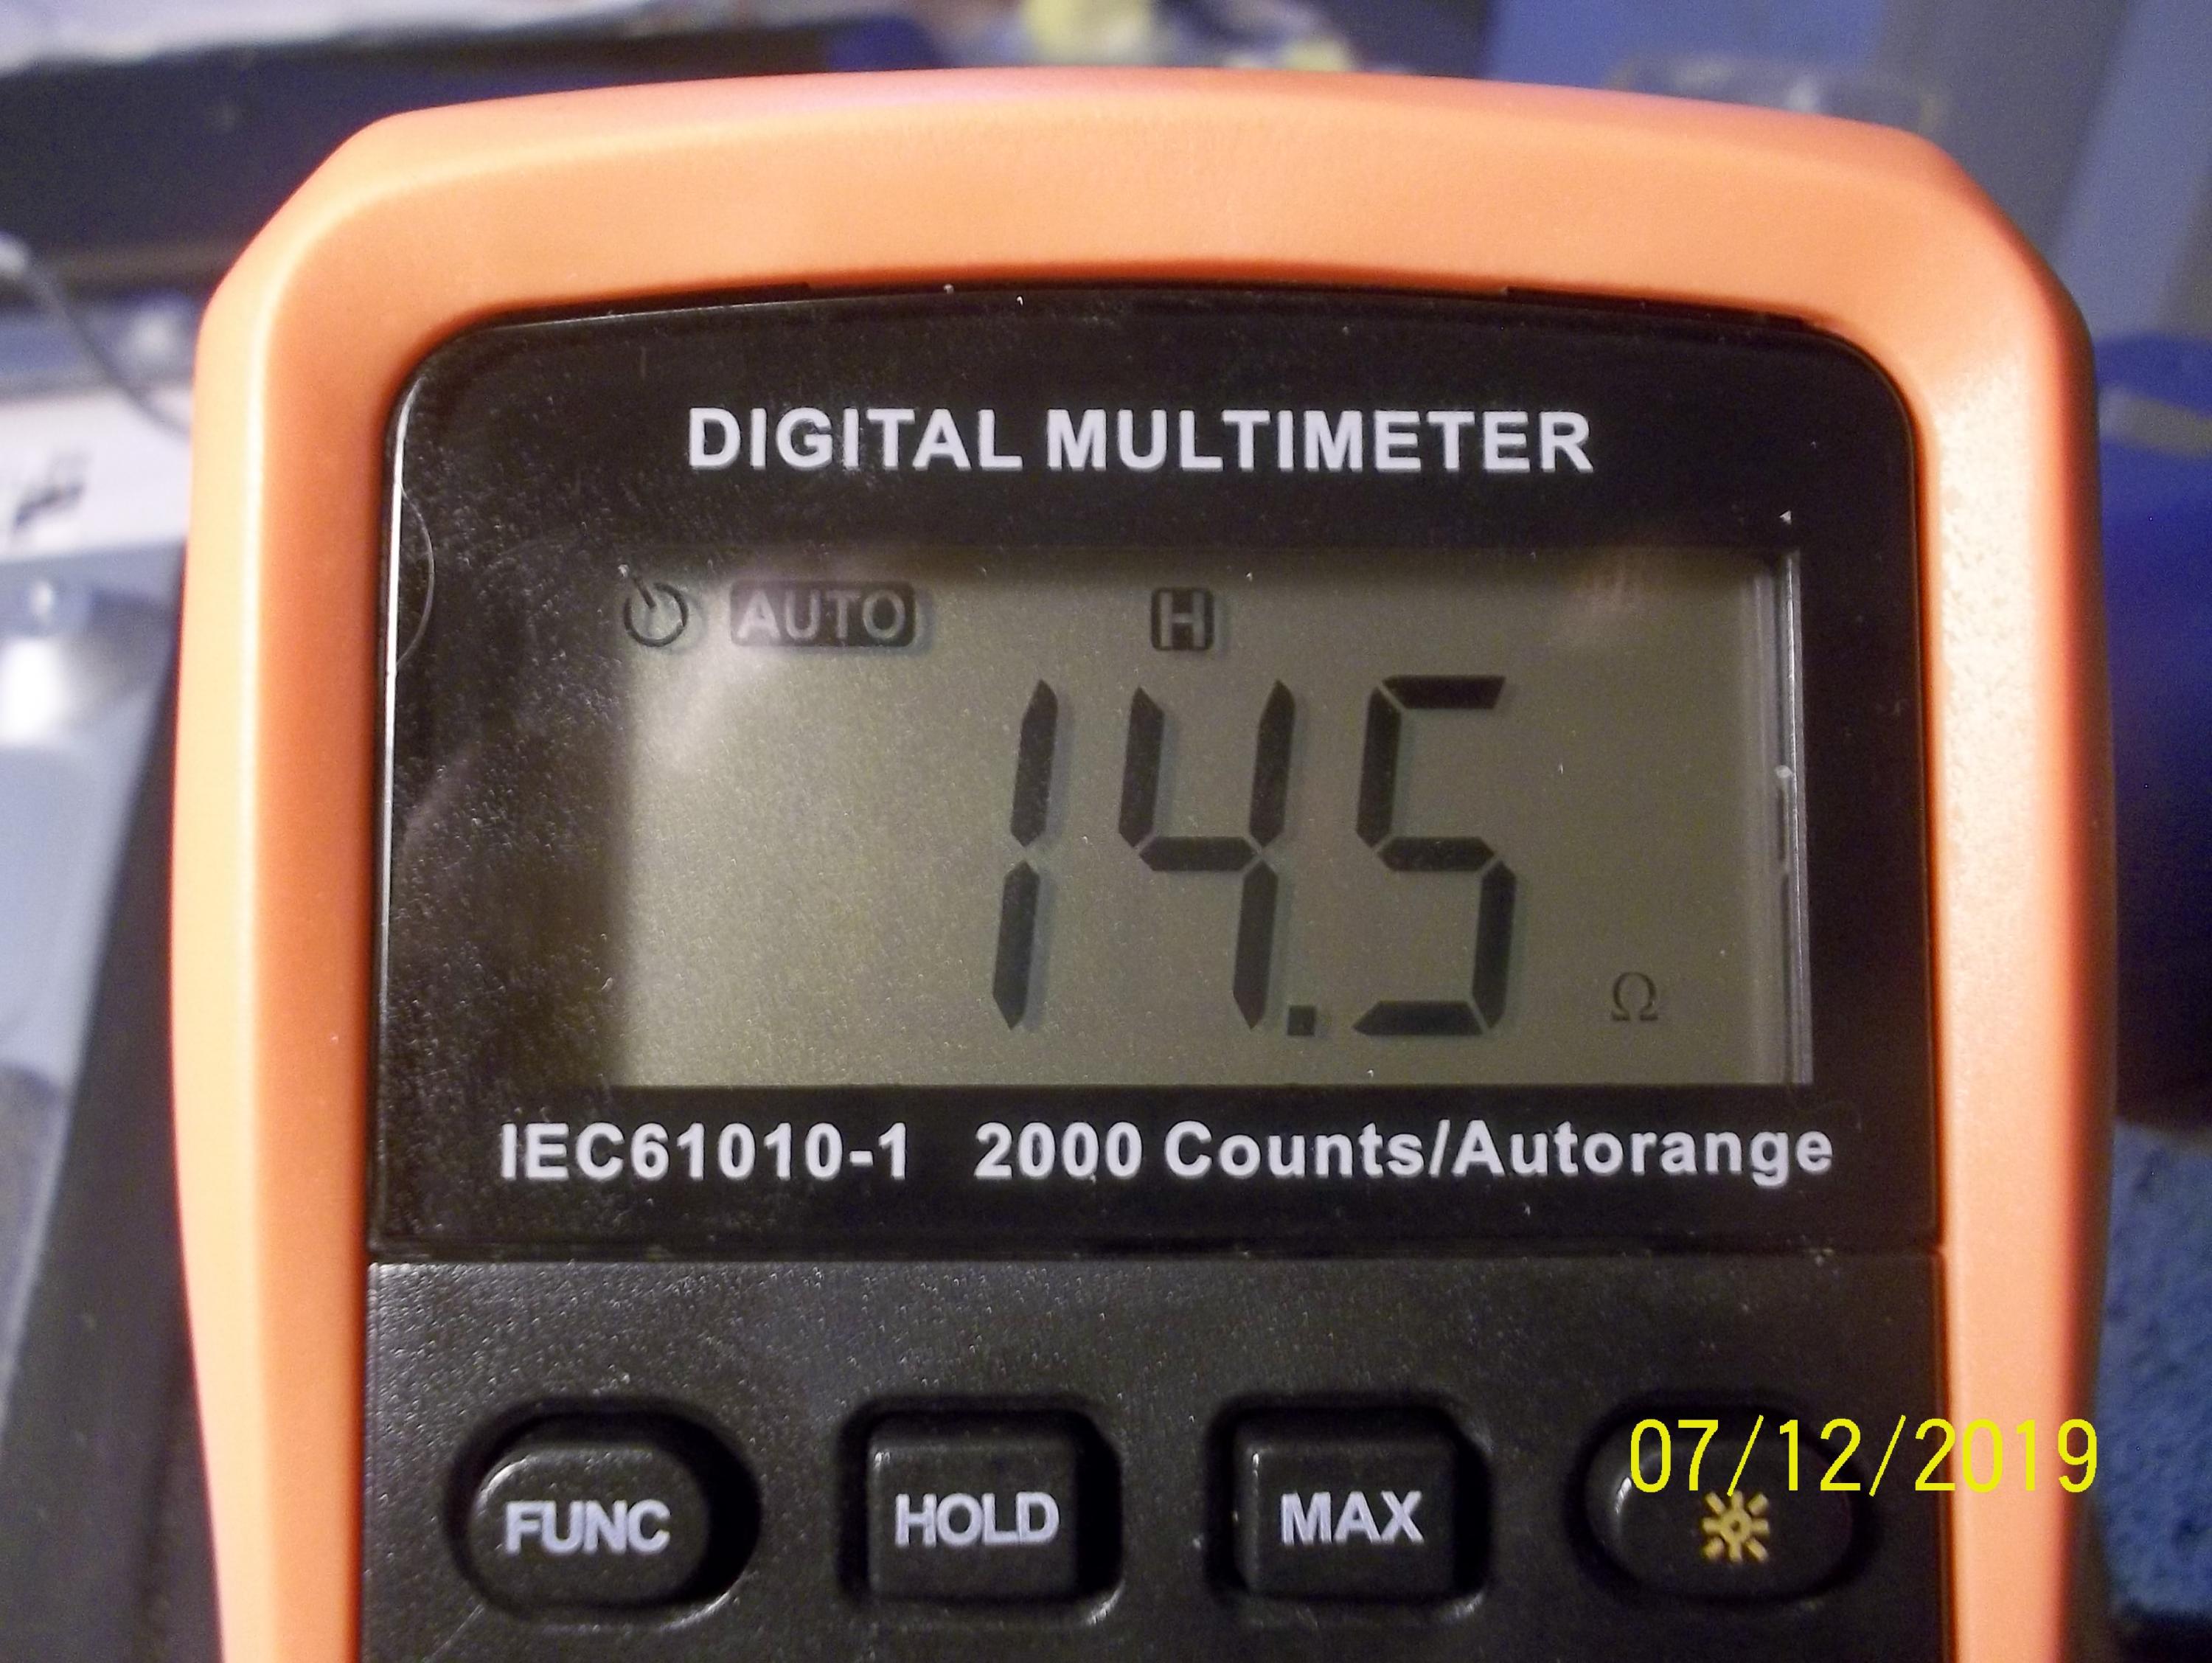 DIGITAL MULTIMETER
AUTO H
14.5 Ω
IEC61010-1 2000 Counts/Autorange
FUNC HOLD MAX
07/12/2019